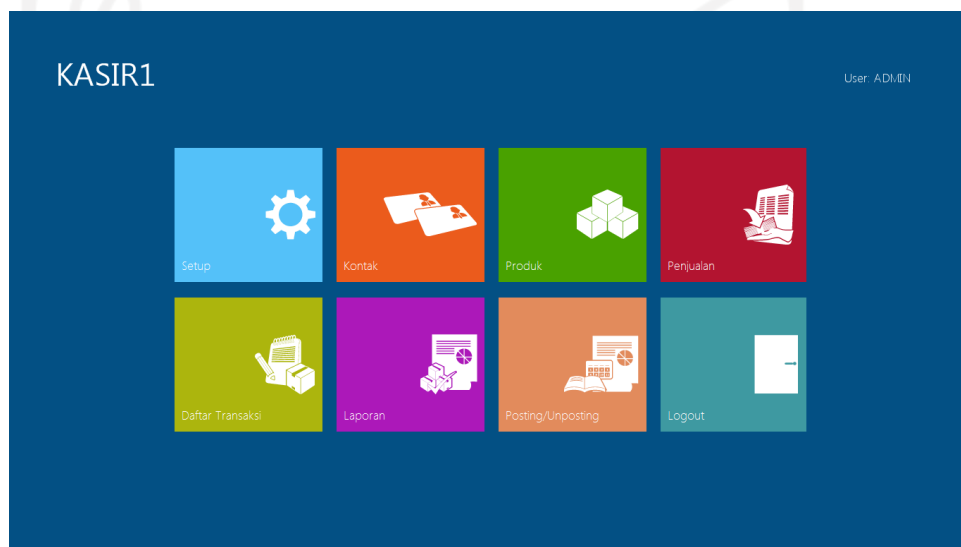 KASIR1
User: ADMIN
Setup
Kontak
Produk
Penjualan
Daftar Transaksi
Laporan
Posting/Unposting
Logout